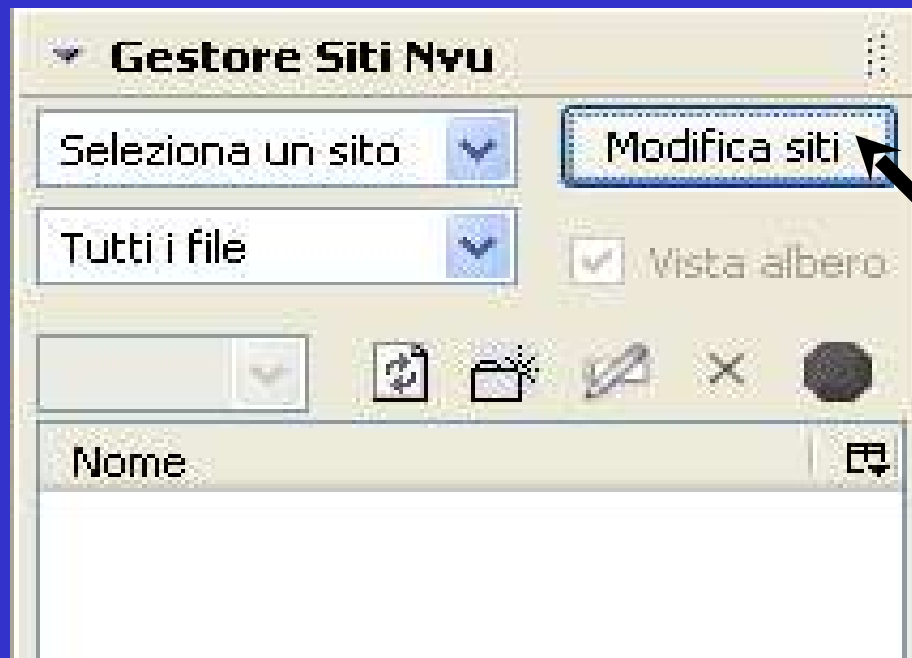 Gestore Siti Nvu
Seleziona un sito
Modifica siti
Tutti i file
Vista albero
Nome